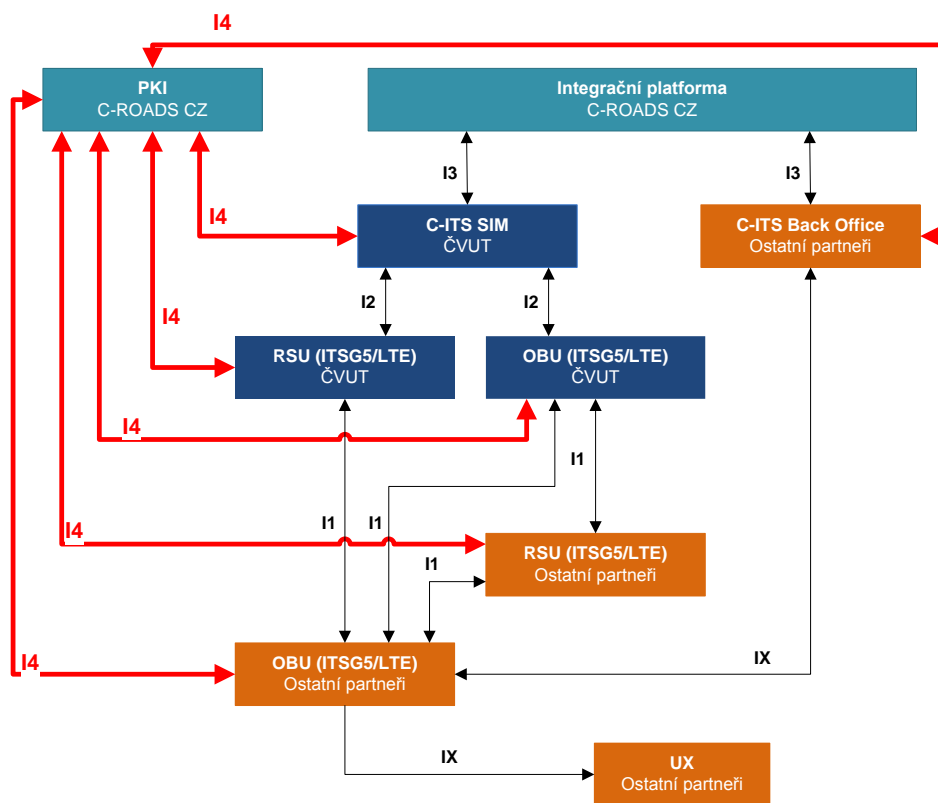 I4
PKI
C-ROADS CZ
Integrační platforma
C-ROADS CZ
I3
I3
I4
C-ITS SIM
ČVUT
C-ITS Back Office
Ostatní partneři
I2
I2
I4
RSU (ITSG5/LTE)
ČVUT
OBU (ITSG5/LTE)
ČVUT
I4
I1
I4
I1
I1
RSU (ITSG5/LTE)
Ostatní partneři
I1
I4
OBU (ITSG5/LTE)
Ostatní partneři
IX
IX
UX
Ostatní partneři